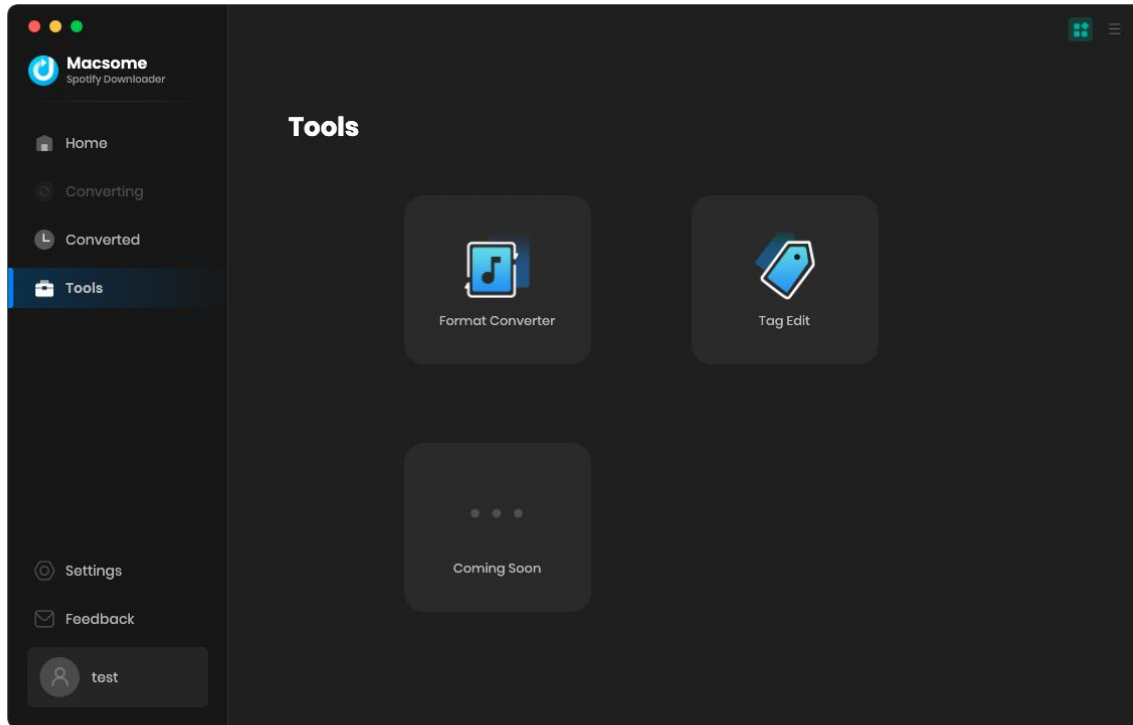 Macsome
Spotify Downloader
Home
Converting
Converted
Tools
Settings
Feedback
test
Tools
Format Converter
Tag Edit
Coming Soon